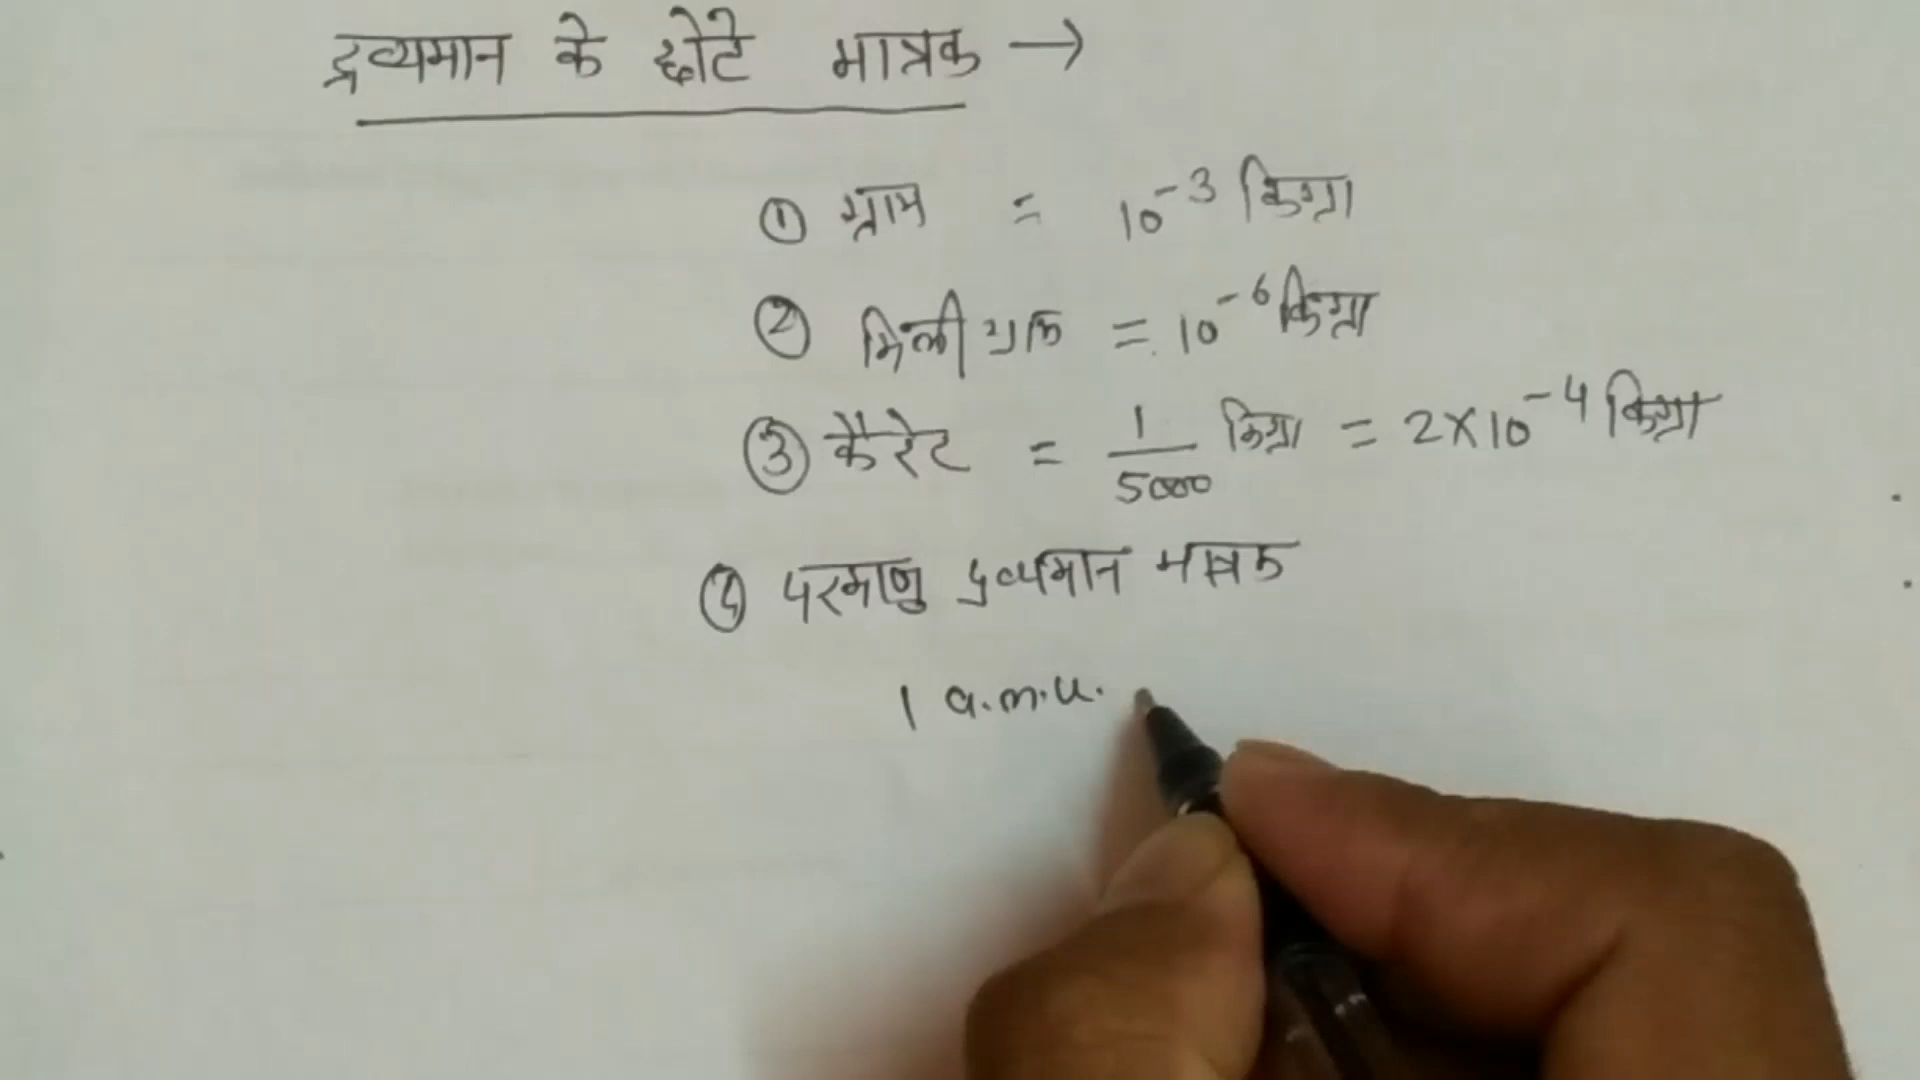 द्रव्यमान के छोटे मात्रक →
① ग्राम = 10⁻³ किग्रा
② मिली ग्राम = 10⁻⁶ किग्रा
③ कैरेट = 1/5000 किग्रा = 2×10⁻⁴ किग्रा
④ परमाणु द्रव्यमान मात्रक
1 a.m.u.